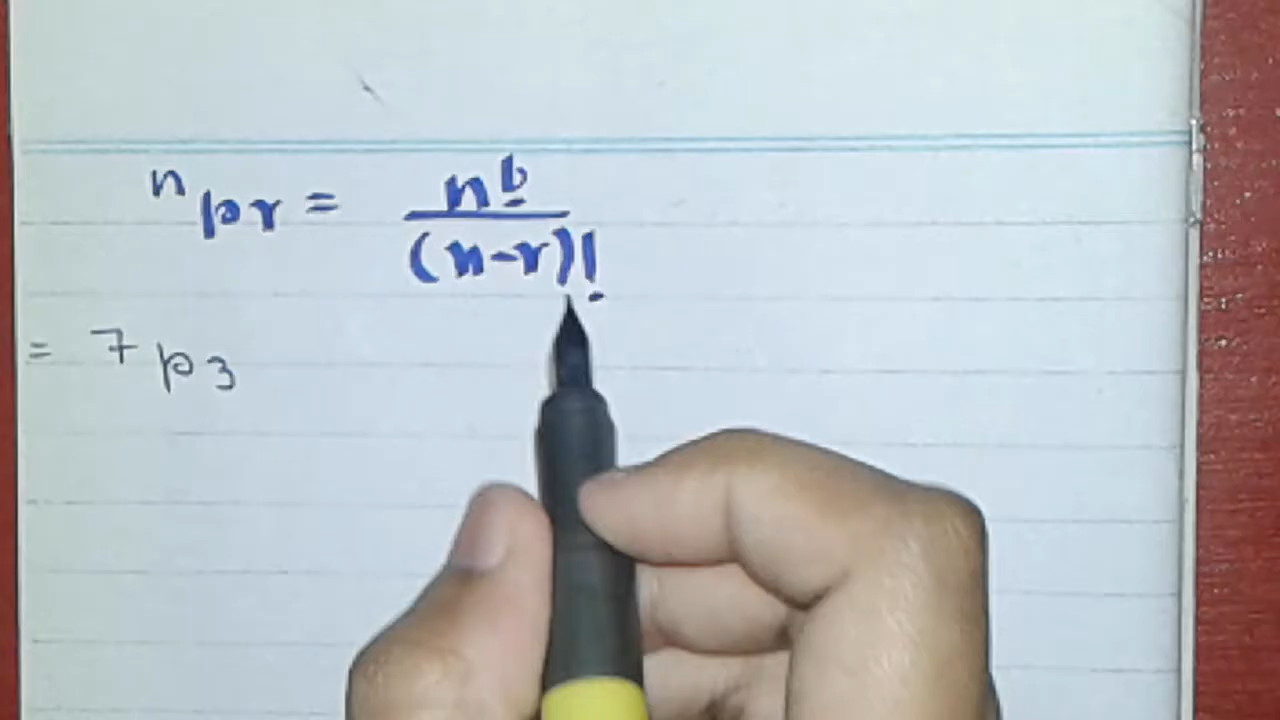 nPr = n! / (n-r)!
= 7P3